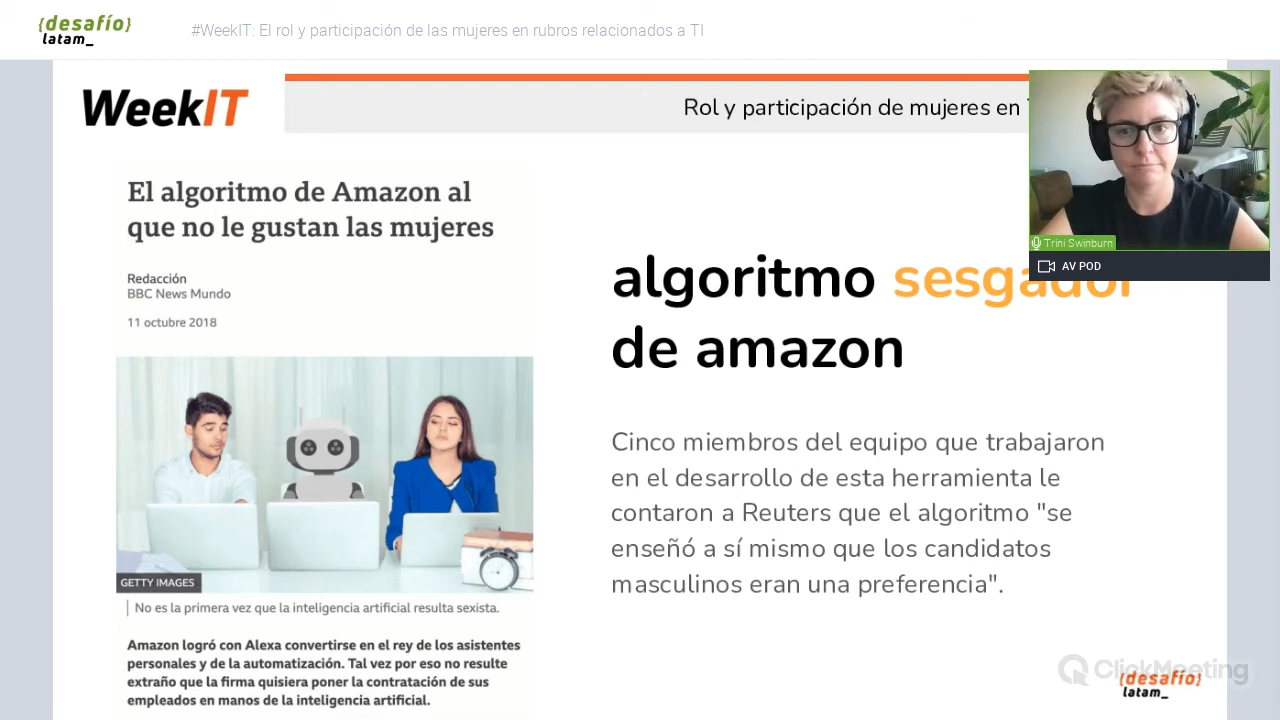 {desafío}
latam_
#WeekIT: El rol y participación de las mujeres en rubros relacionados a TI
WeekIT
Rol y participación de mujeres en
Trini Swinburn
AV POD
El algoritmo de Amazon al
que no le gustan las mujeres
Redacción
BBC News Mundo
11 octubre 2018
GETTY IMAGES
No es la primera vez que la inteligencia artificial resulta sexista.
Amazon logró con Alexa convertirse en el rey de los asistentes
personales y de la automatización. Tal vez por eso no resulte
extraño que la firma quisiera poner la contratación de sus
empleados en manos de la inteligencia artificial.
algoritmo sesgador
de amazon
Cinco miembros del equipo que trabajaron
en el desarrollo de esta herramienta le
contaron a Reuters que el algoritmo "se
enseñó a sí mismo que los candidatos
masculinos eran una preferencia".
ClickMeeting
{desafío}
latam_